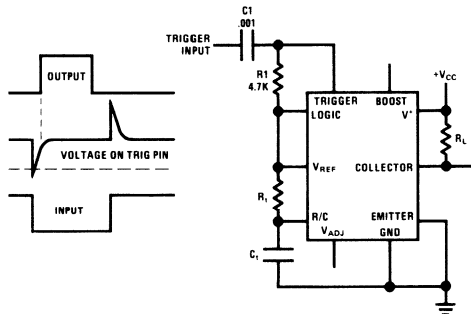 C1
.001
TRIGGER
INPUT
OUTPUT
R1
4.7K
+VCC
TRIGGER
BOOST
LOGIC
V+
RL
VOLTAGE ON TRIG PIN
VREF
COLLECTOR
Rt
INPUT
R/C
EMITTER
VADJ
GND
Ct